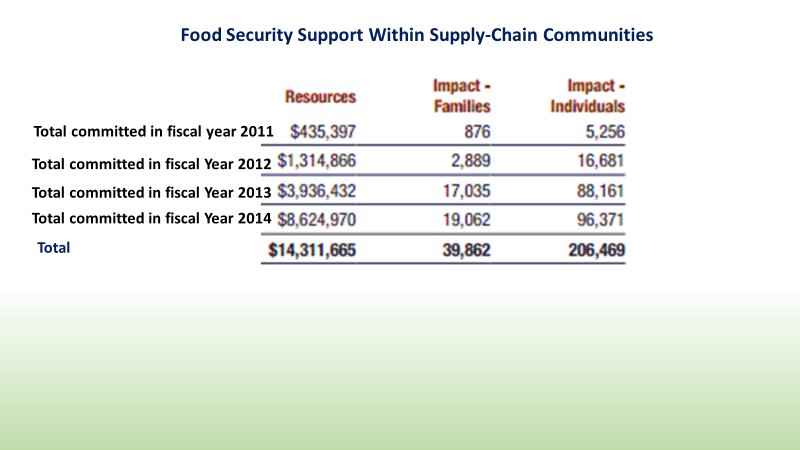 Food Security Support Within Supply-Chain Communities
Resources Impact - Families Impact - Individuals
Total committed in fiscal year 2011 $435,397 876 5,256
Total committed in fiscal Year 2012 $1,314,866 2,889 16,681
Total committed in fiscal Year 2013 $3,936,432 17,035 88,161
Total committed in fiscal Year 2014 $8,624,970 19,062 96,371
Total $14,311,665 39,862 206,469